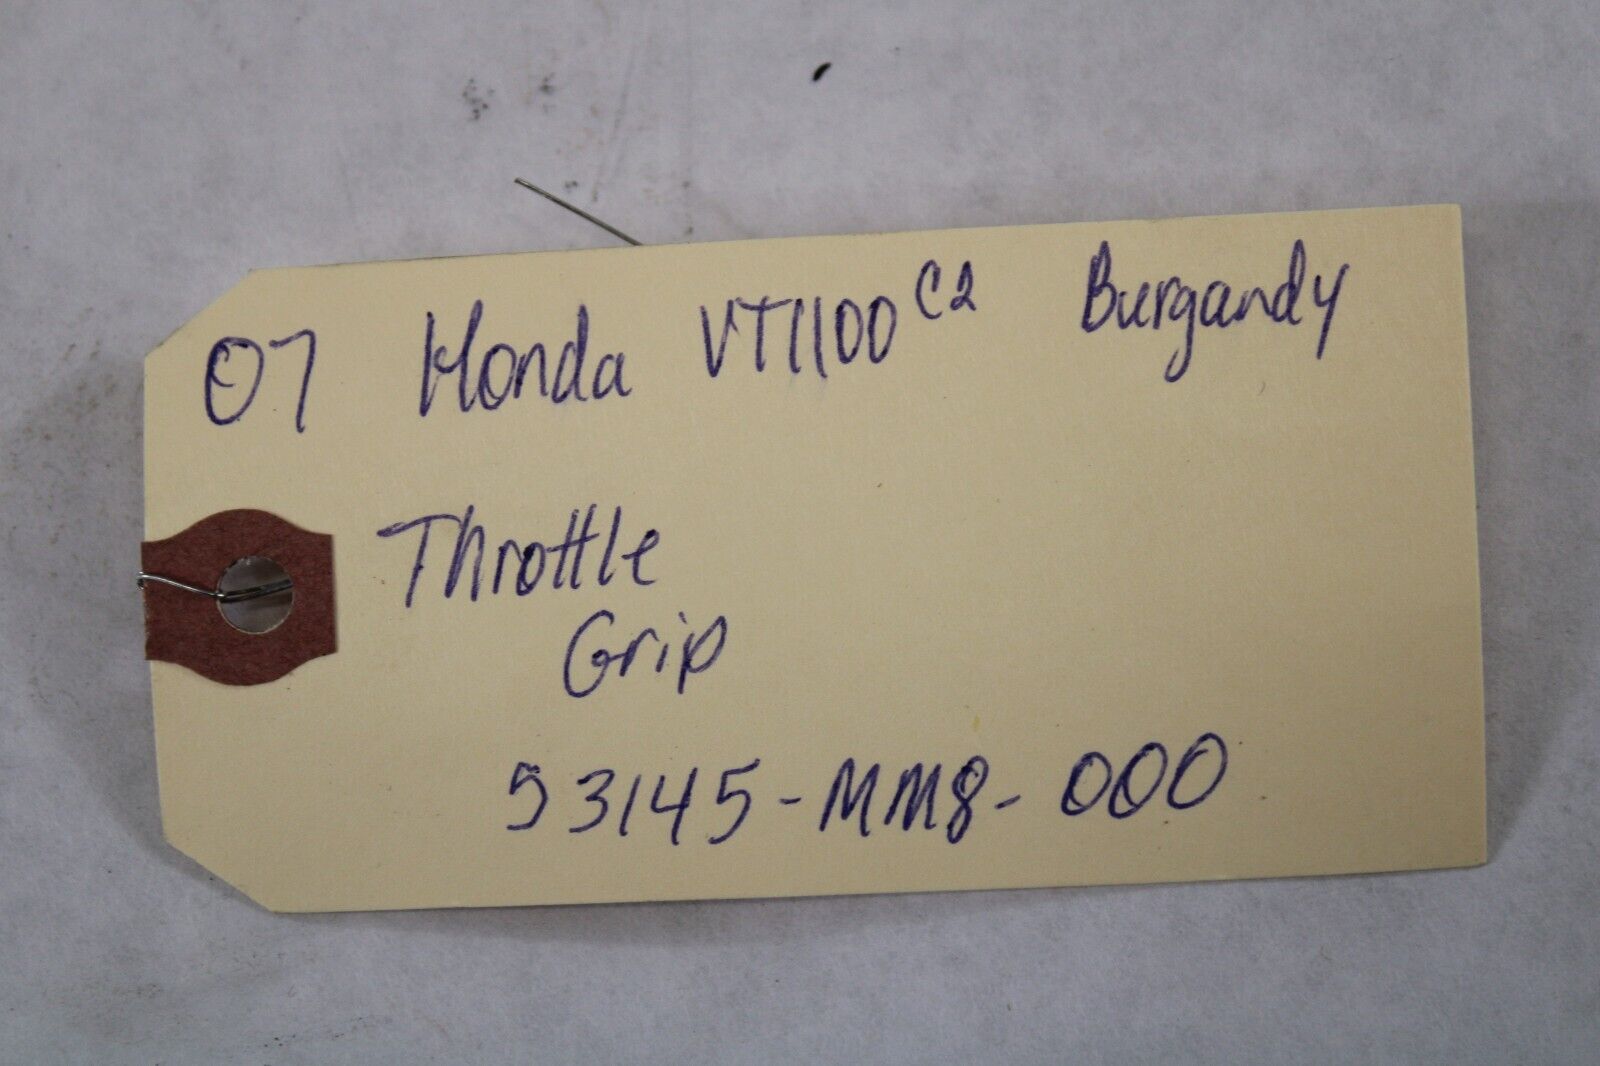 07 Honda VT1100 C2 Burgandy
Throttle
Grip
53145-MM8-000